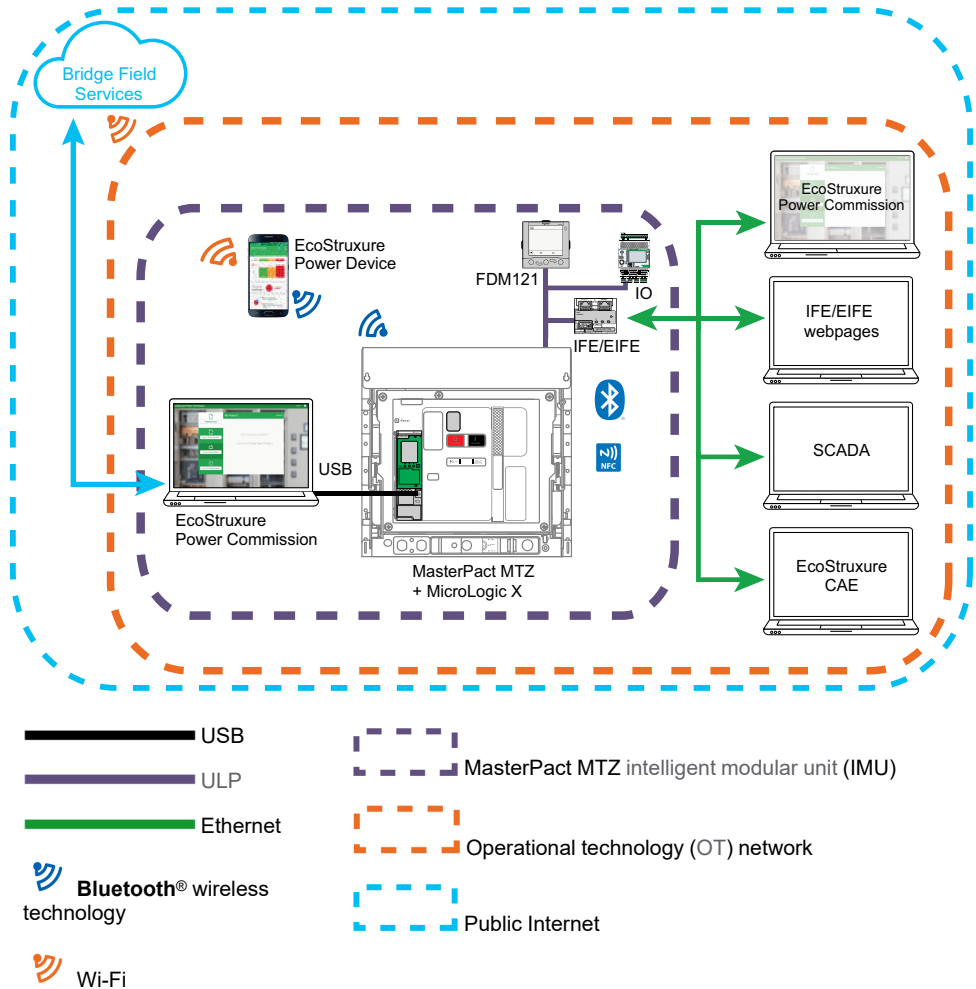 Bridge Field
Services
EcoStruxure
Power Commission
EcoStruxure
Power Device
FDM121
IO
IFE/EIFE
IFE/EIFE
webpages
NFC
USB
SCADA
EcoStruxure
Power Commission
EcoStruxure
CAE
MasterPact MTZ
+ MicroLogic X
USB
ULP
Ethernet
Bluetooth® wireless
technology
Wi-Fi
MasterPact MTZ intelligent modular unit (IMU)
Operational technology (OT) network
Public Internet